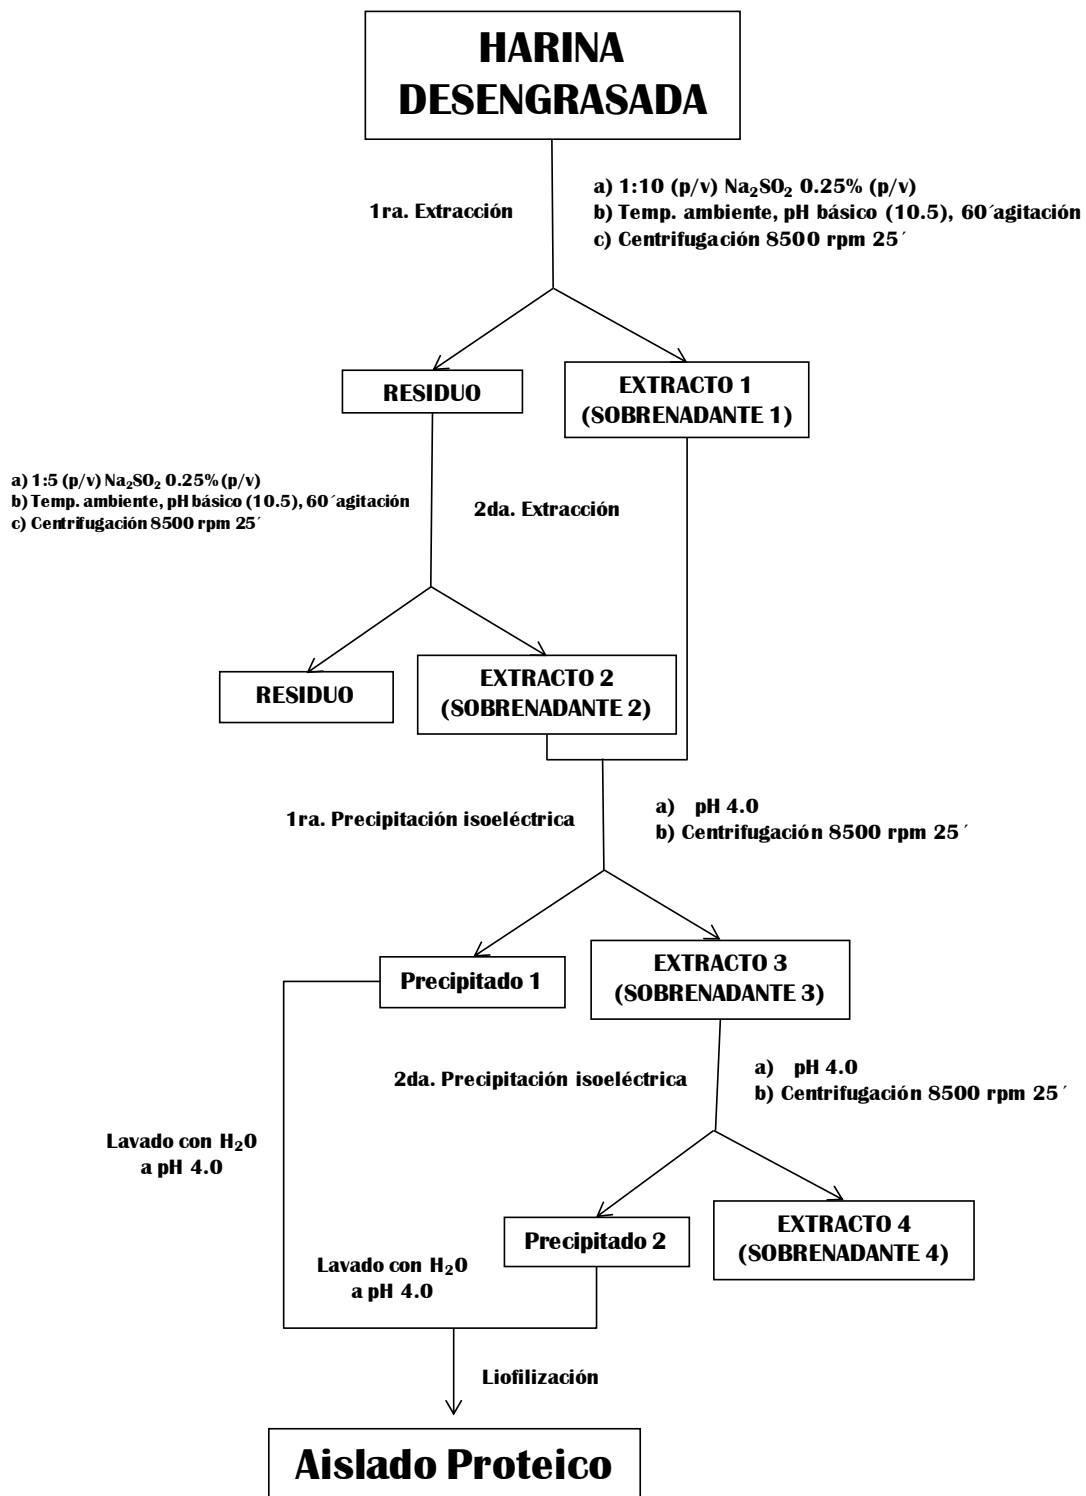 HARINA
DESENGRASADA
1ra. Extracción
a) 1:10 (p/v) Na₂SO₂ 0.25% (p/v)
b) Temp. ambiente, pH básico (10.5), 60´agitación
c) Centrifugación 8500 rpm 25´
RESIDUO
EXTRACTO 1
(SOBRENADANTE 1)
a) 1:5 (p/v) Na₂SO₂ 0.25% (p/v)
b) Temp. ambiente, pH básico (10.5), 60´agitación
c) Centrifugación 8500 rpm 25´
2da. Extracción
RESIDUO
EXTRACTO 2
(SOBRENADANTE 2)
1ra. Precipitación isoeléctrica
a) pH 4.0
b) Centrifugación 8500 rpm 25´
Precipitado 1
EXTRACTO 3
(SOBRENADANTE 3)
2da. Precipitación isoeléctrica
a) pH 4.0
b) Centrifugación 8500 rpm 25´
Lavado con H₂O
a pH 4.0
Precipitado 2
EXTRACTO 4
(SOBRENADANTE 4)
Lavado con H₂O
a pH 4.0
Liofilización
Aislado Proteico